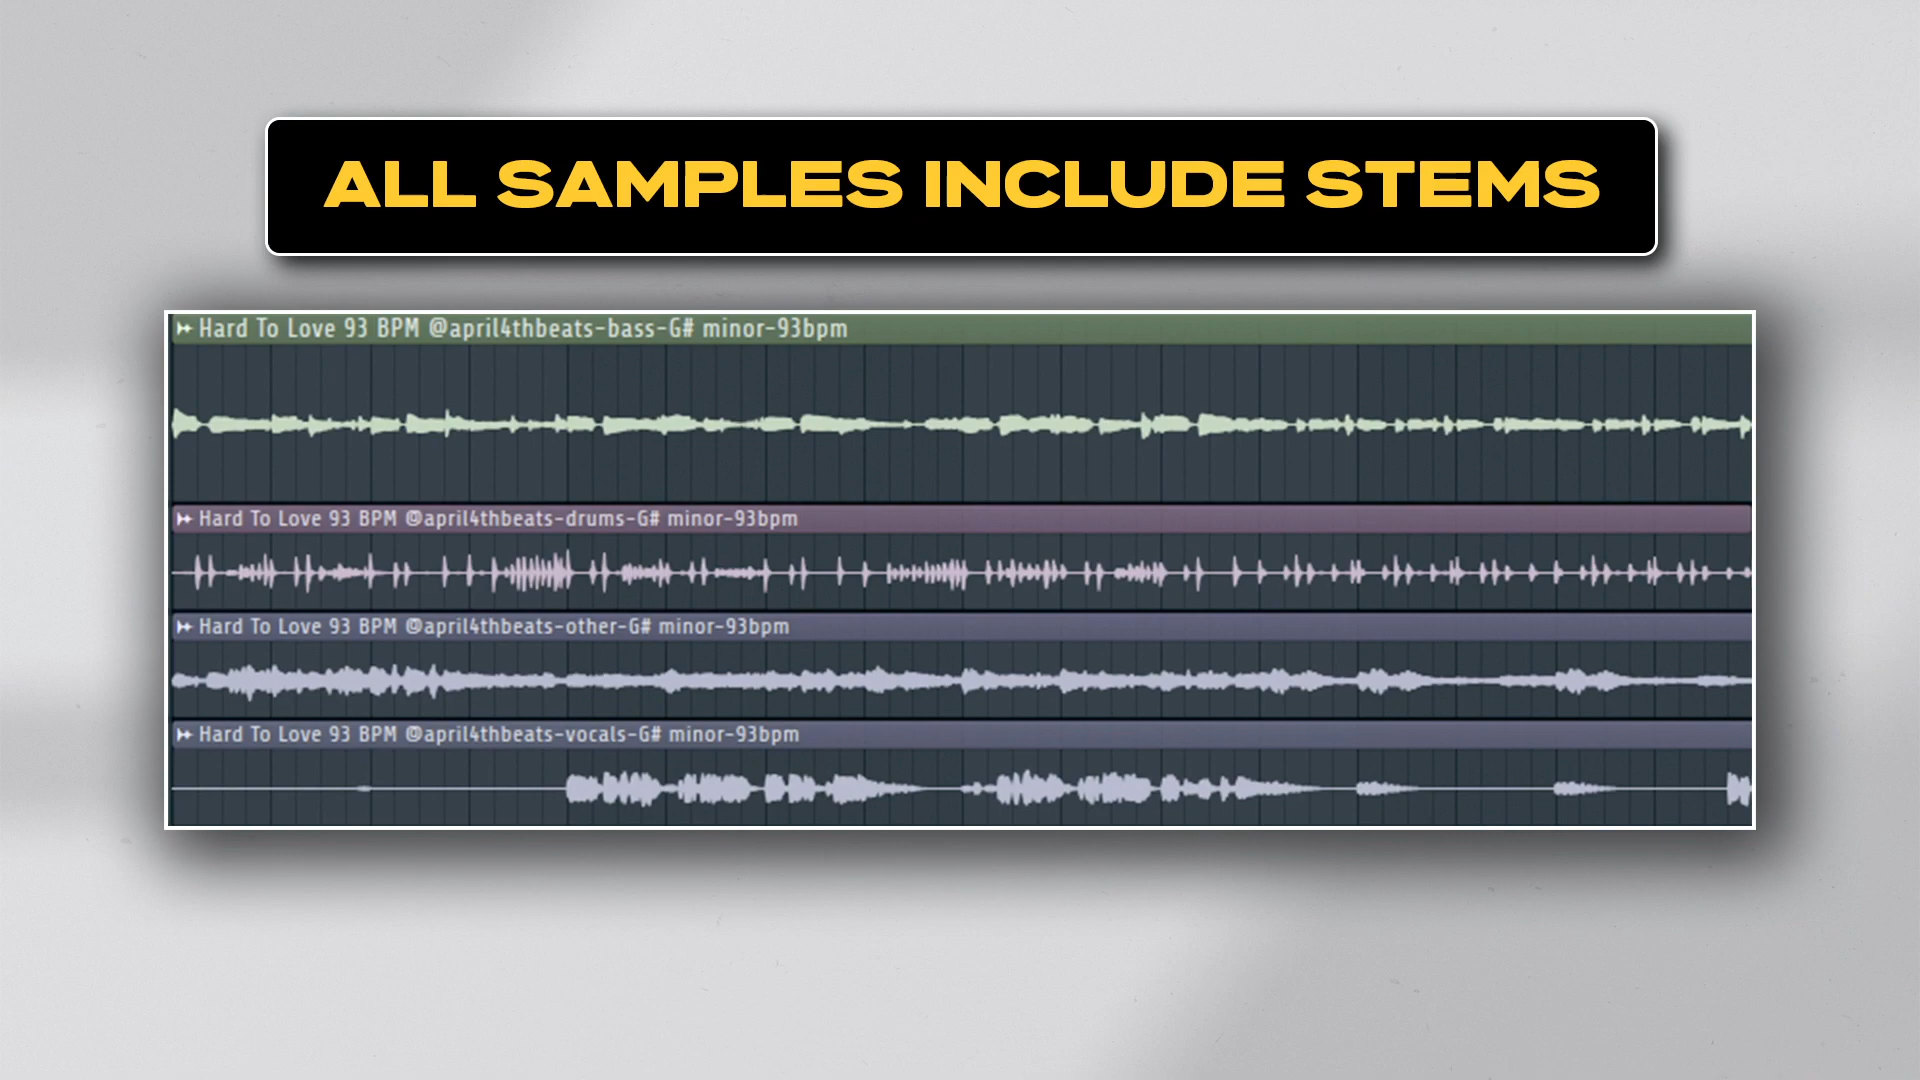 ALL SAMPLES INCLUDE STEMS
Hard To Love 93 BPM @april4thbeats-bass-G# minor-93bpm
Hard To Love 93 BPM @april4thbeats-drums-G# minor-93bpm
Hard To Love 93 BPM @april4thbeats-other-G# minor-93bpm
Hard To Love 93 BPM @april4thbeats-vocals-G# minor-93bpm